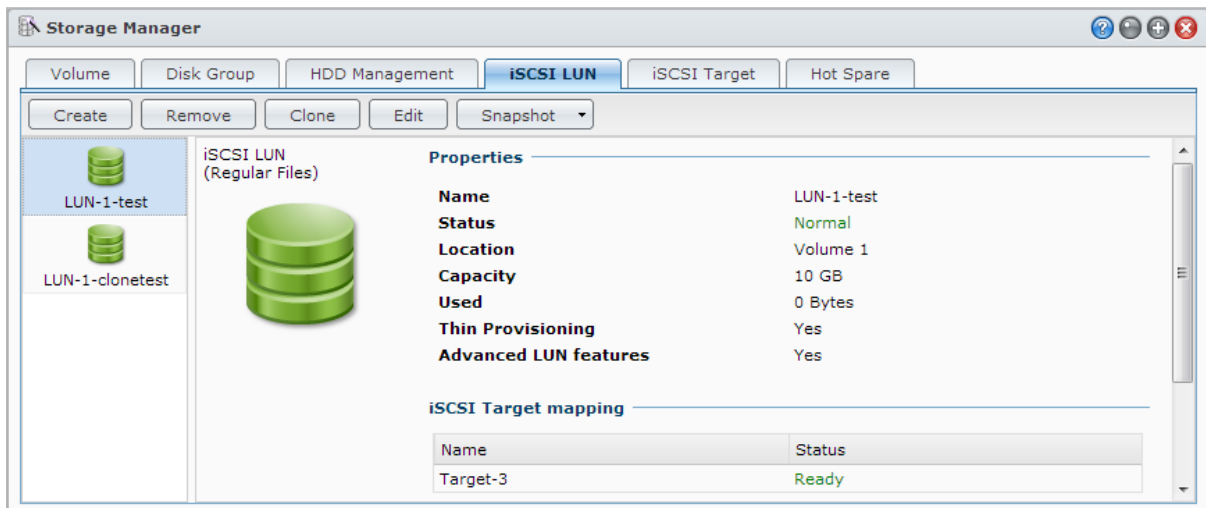 Storage Manager
Volume Disk Group HDD Management iSCSI LUN iSCSI Target Hot Spare
Create Remove Clone Edit Snapshot
LUN-1-test
LUN-1-clonetest
iSCSI LUN
(Regular Files)
Properties
Name LUN-1-test
Status Normal
Location Volume 1
Capacity 10 GB
Used 0 Bytes
Thin Provisioning Yes
Advanced LUN features Yes
iSCSI Target mapping
Name Status
Target-3 Ready